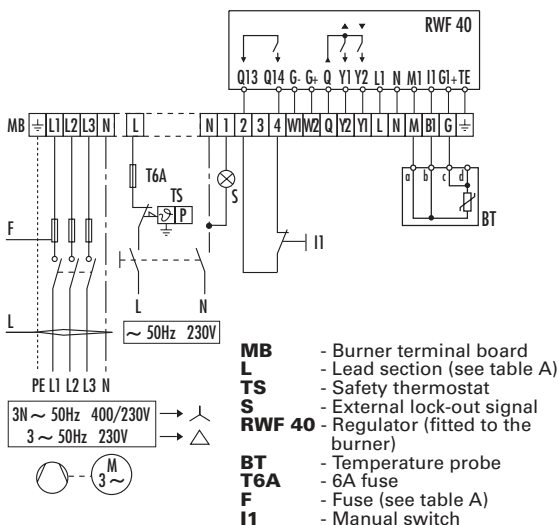 RWF 40
Q13 Q14 G- G+ Q Y1 Y2 L1 N M1 I1 G1+ TE
MB L1 L2 L3 N L N 1 2 3 4 W1 W2 Q Y2 Y1 L N M B1 G
T6A
TS
P
S
a b c d
BT
F
I1
L N
L
~ 50Hz 230V
PE L1 L2 L3 N
3N ~ 50Hz 400/230V
3 ~ 50Hz 230V
M
3 ~
MB - Burner terminal board
L - Lead section (see table A)
TS - Safety thermostat
S - External lock-out signal
RWF 40 - Regulator (fitted to the
burner)
BT - Temperature probe
T6A - 6A fuse
F - Fuse (see table A)
I1 - Manual switch